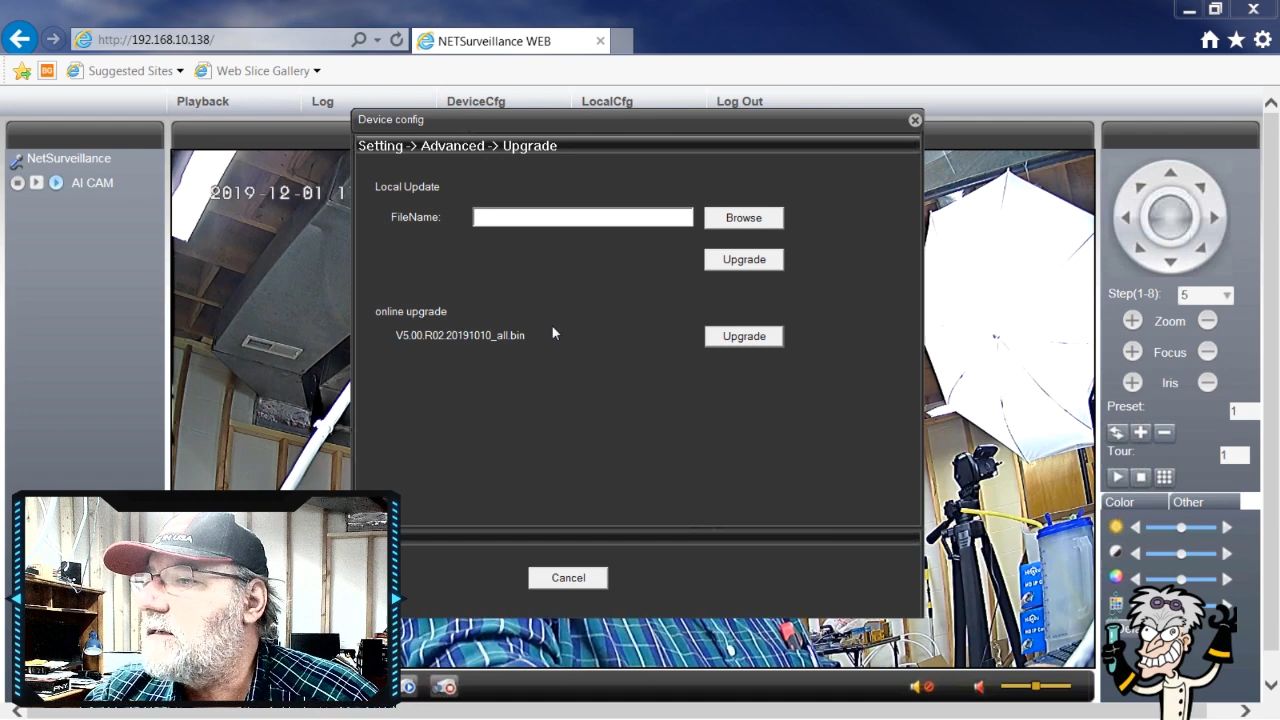 http://192.168.10.138/
NETSurveillance WEB
BG
Suggested Sites
Web Slice Gallery
Playback
Log
DeviceCfg
LocalCfg
Log Out
Device config
Setting -> Advanced -> Upgrade
NetSurveillance
AI CAM
2019-12-01 1
Local Update
FileName:
Browse
Upgrade
online upgrade
V5.00.R02.20191010_all.bin
Upgrade
Cancel
Step(1-8):
5
Zoom
Focus
Iris
Preset:
1
Tour:
1
Color
Other